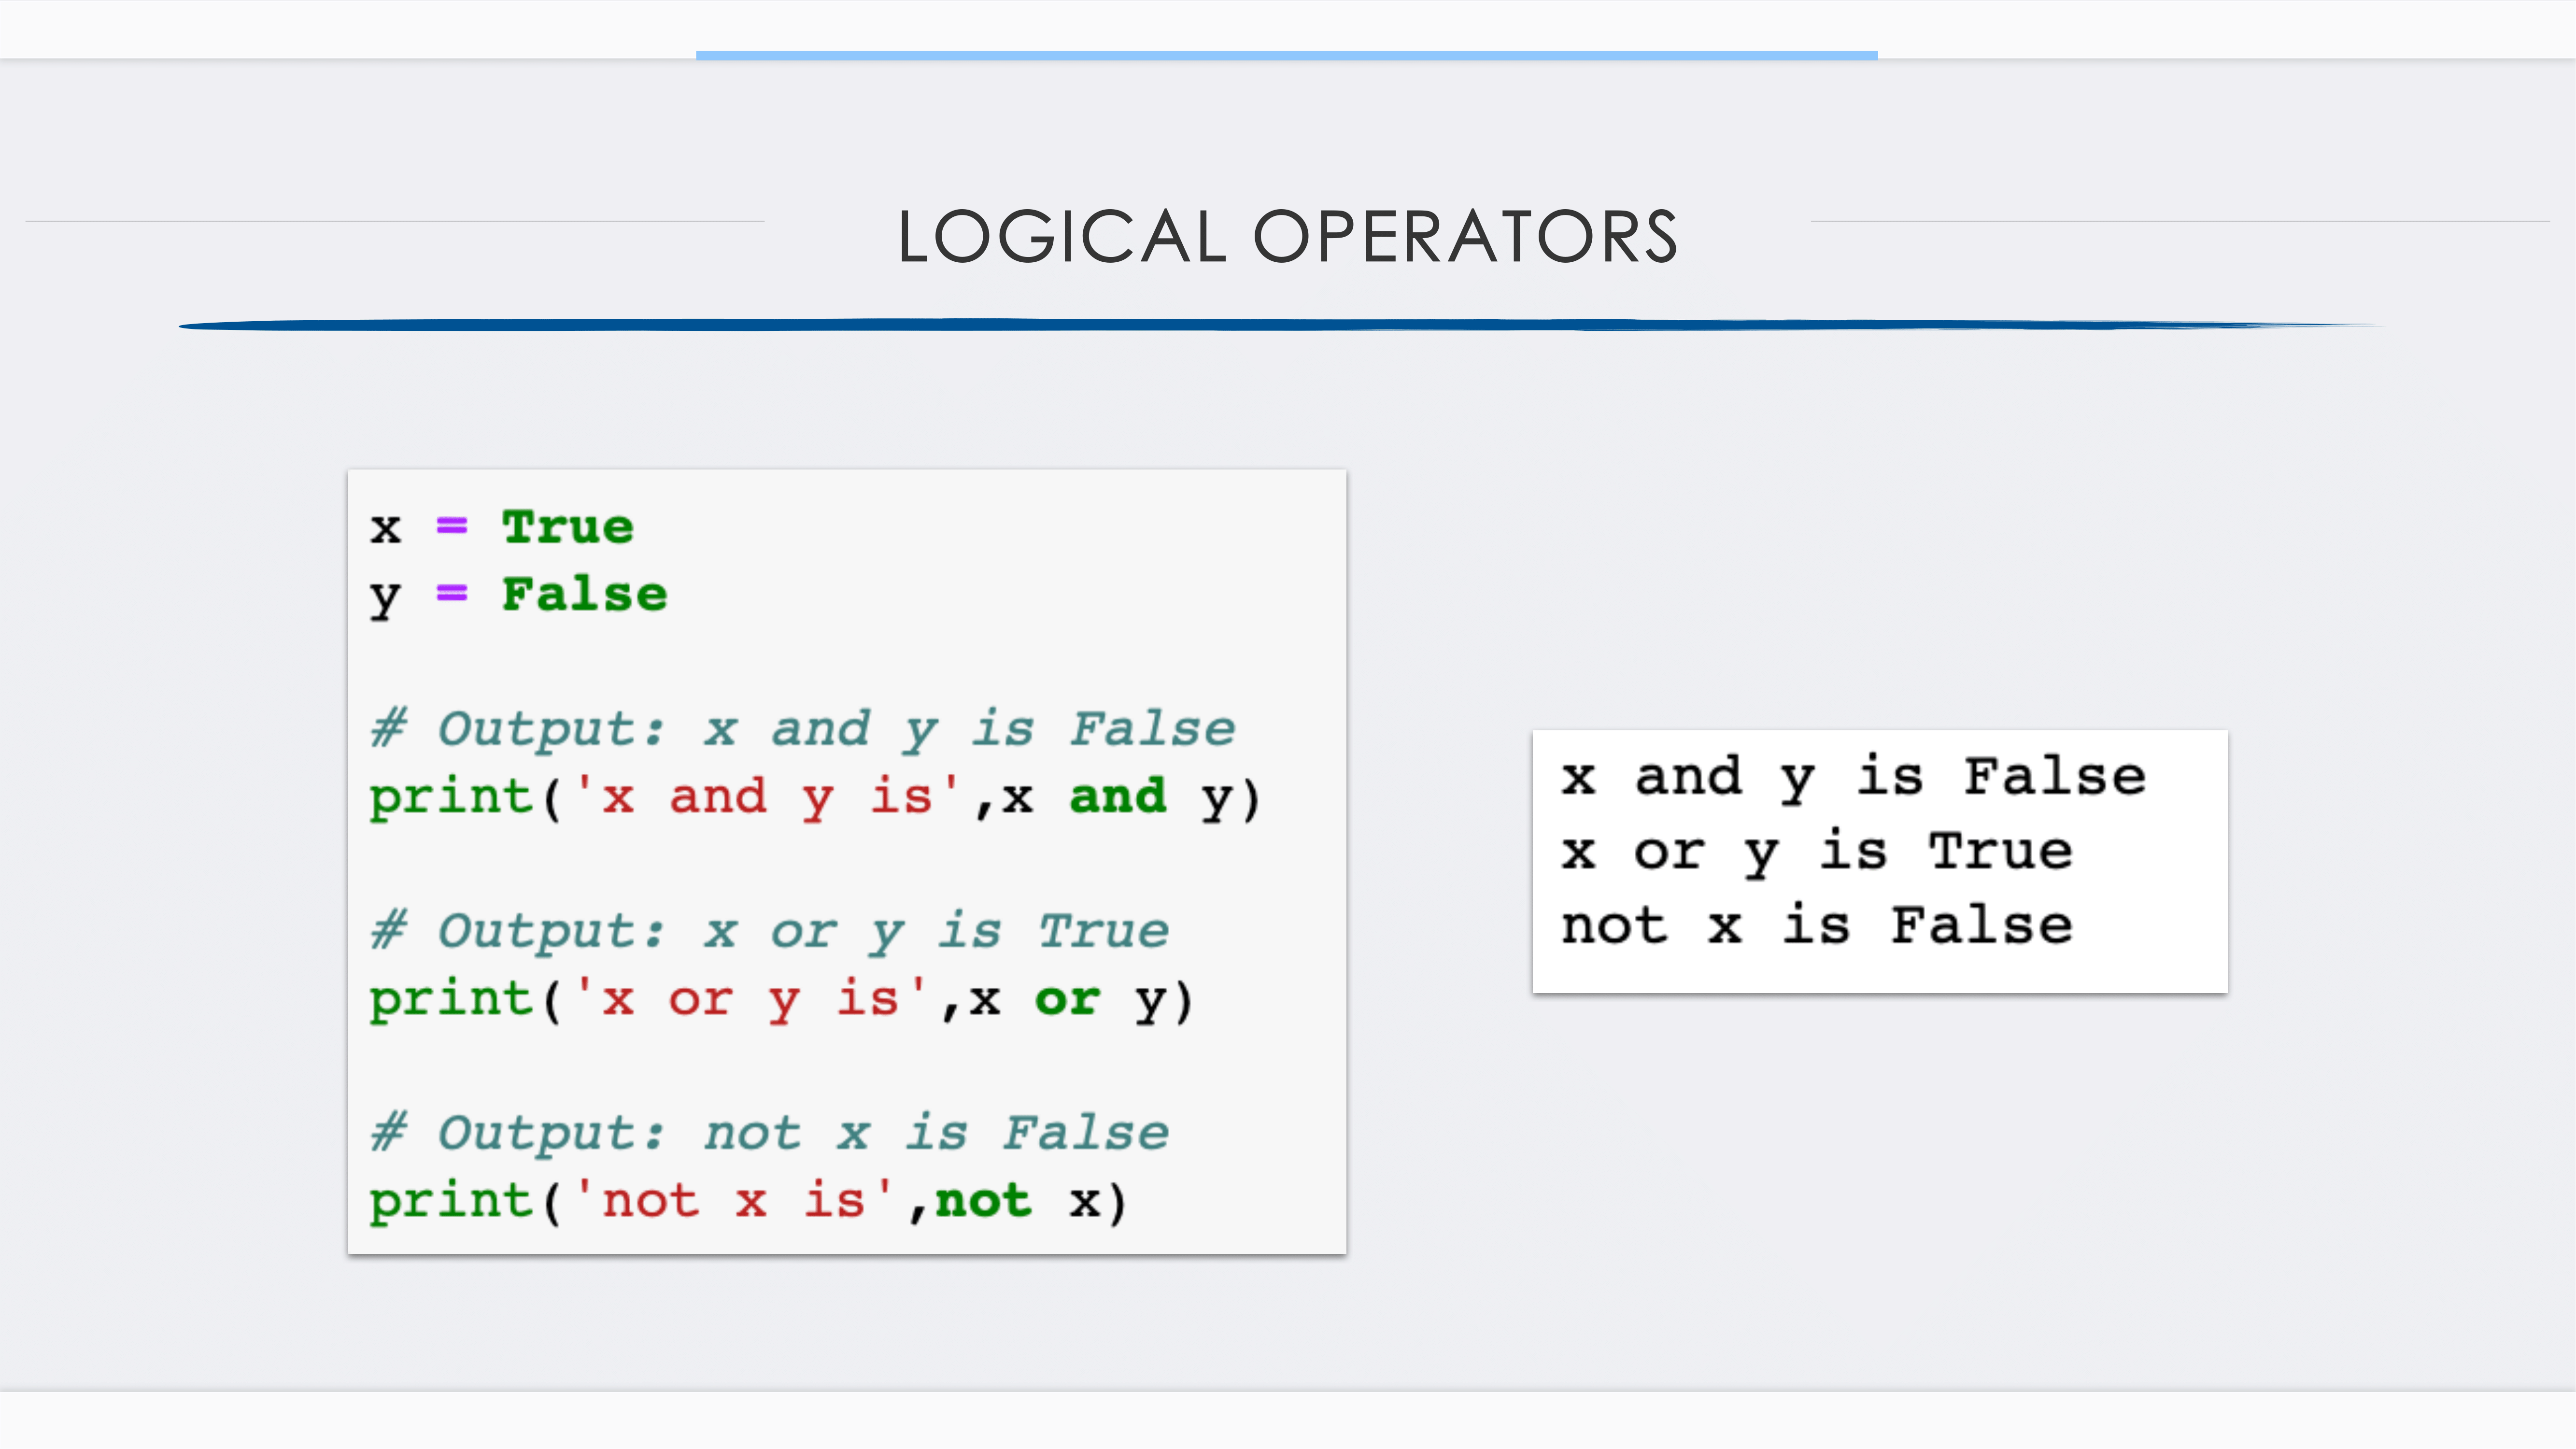 LOGICAL OPERATORS
x = True
y = False
# Output: x and y is False
print('x and y is',x and y)
# Output: x or y is True
print('x or y is',x or y)
# Output: not x is False
print('not x is',not x)
x and y is False
x or y is True
not x is False